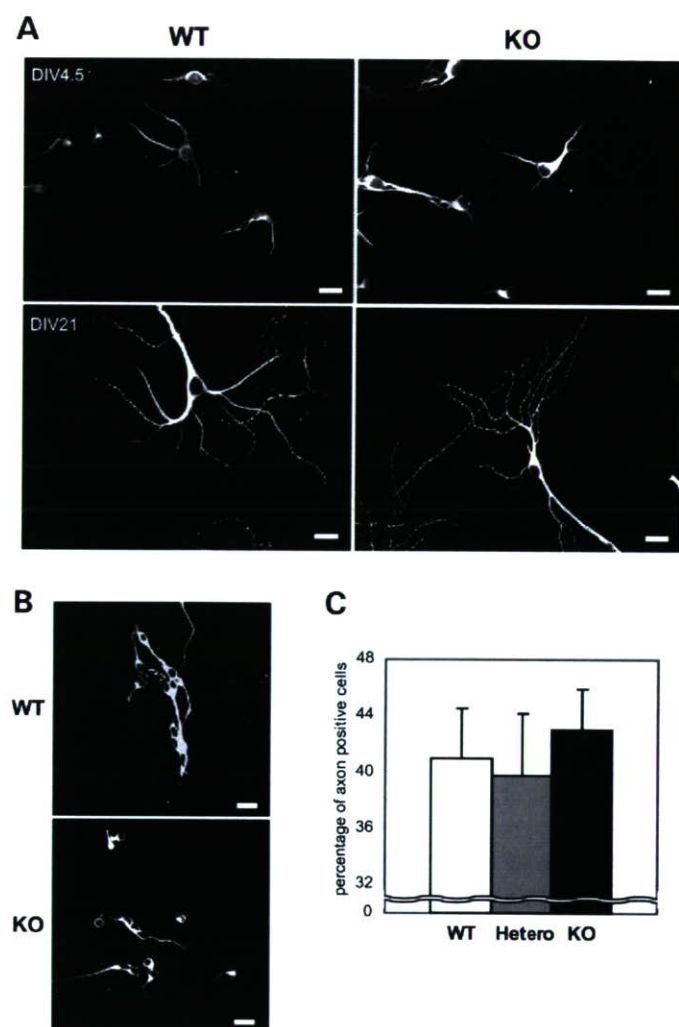 A
WT
KO
DIV4.5
DIV21
B
WT
KO
C
percentage of axon positive cells
48
44
40
36
32
0
WT Hetero KO